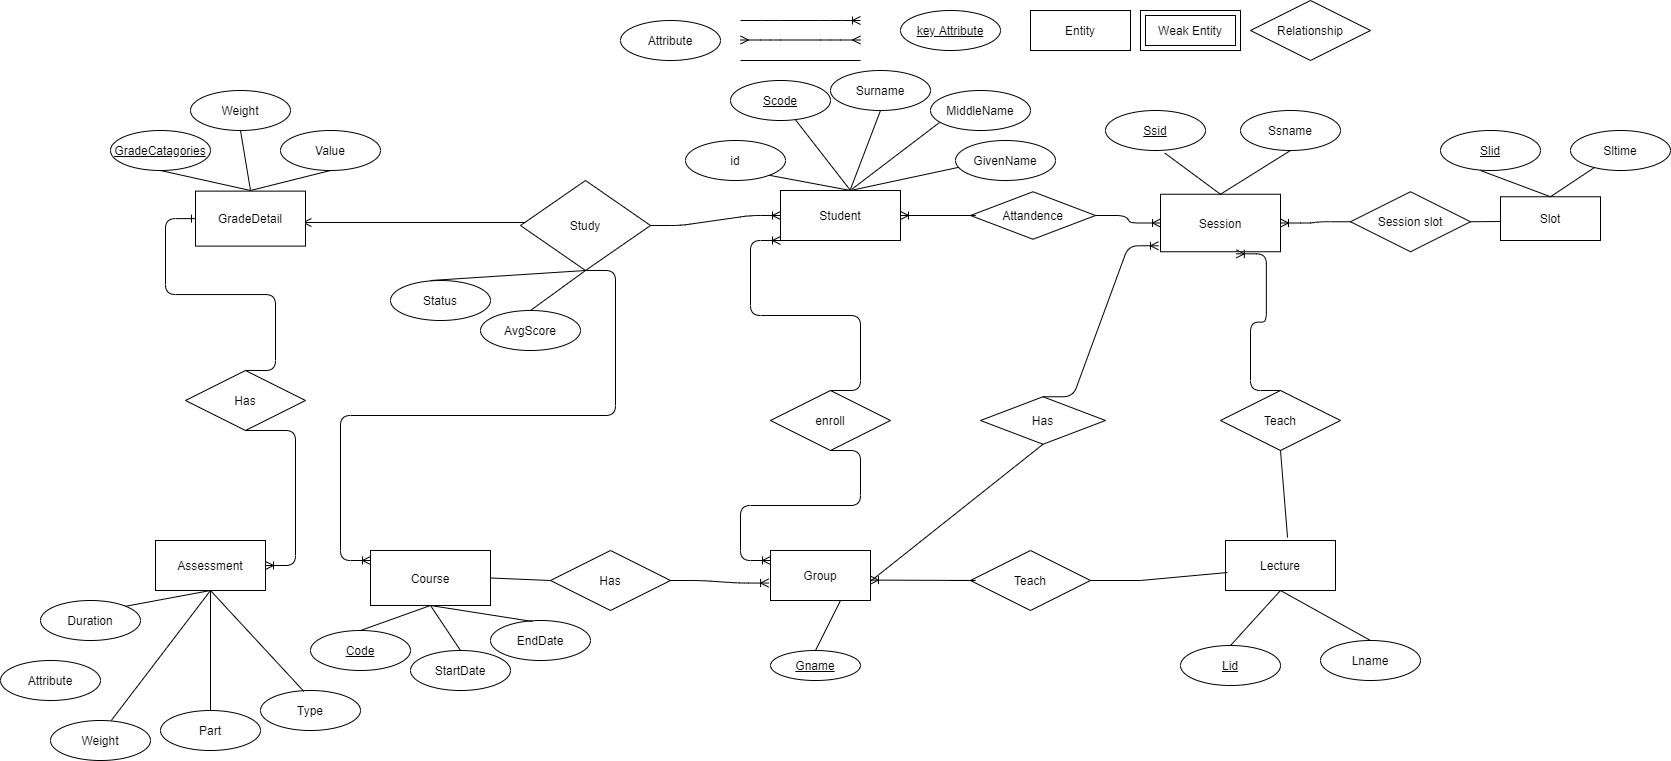 Attribute
key Attribute
Entity
Weak Entity
Relationship
Weight
GradeCatagories
Value
GradeDetail
Study
Status
AvgScore
Scode
Surname
MiddleName
id
GivenName
Student
Attandence
Ssid
Ssname
Session
Session slot
Slid
Sltime
Slot
Has
enroll
Has
Teach
Assessment
Course
Has
Group
Teach
Lecture
Duration
Attribute
Weight
Part
Type
Code
StartDate
EndDate
Gname
Lid
Lname